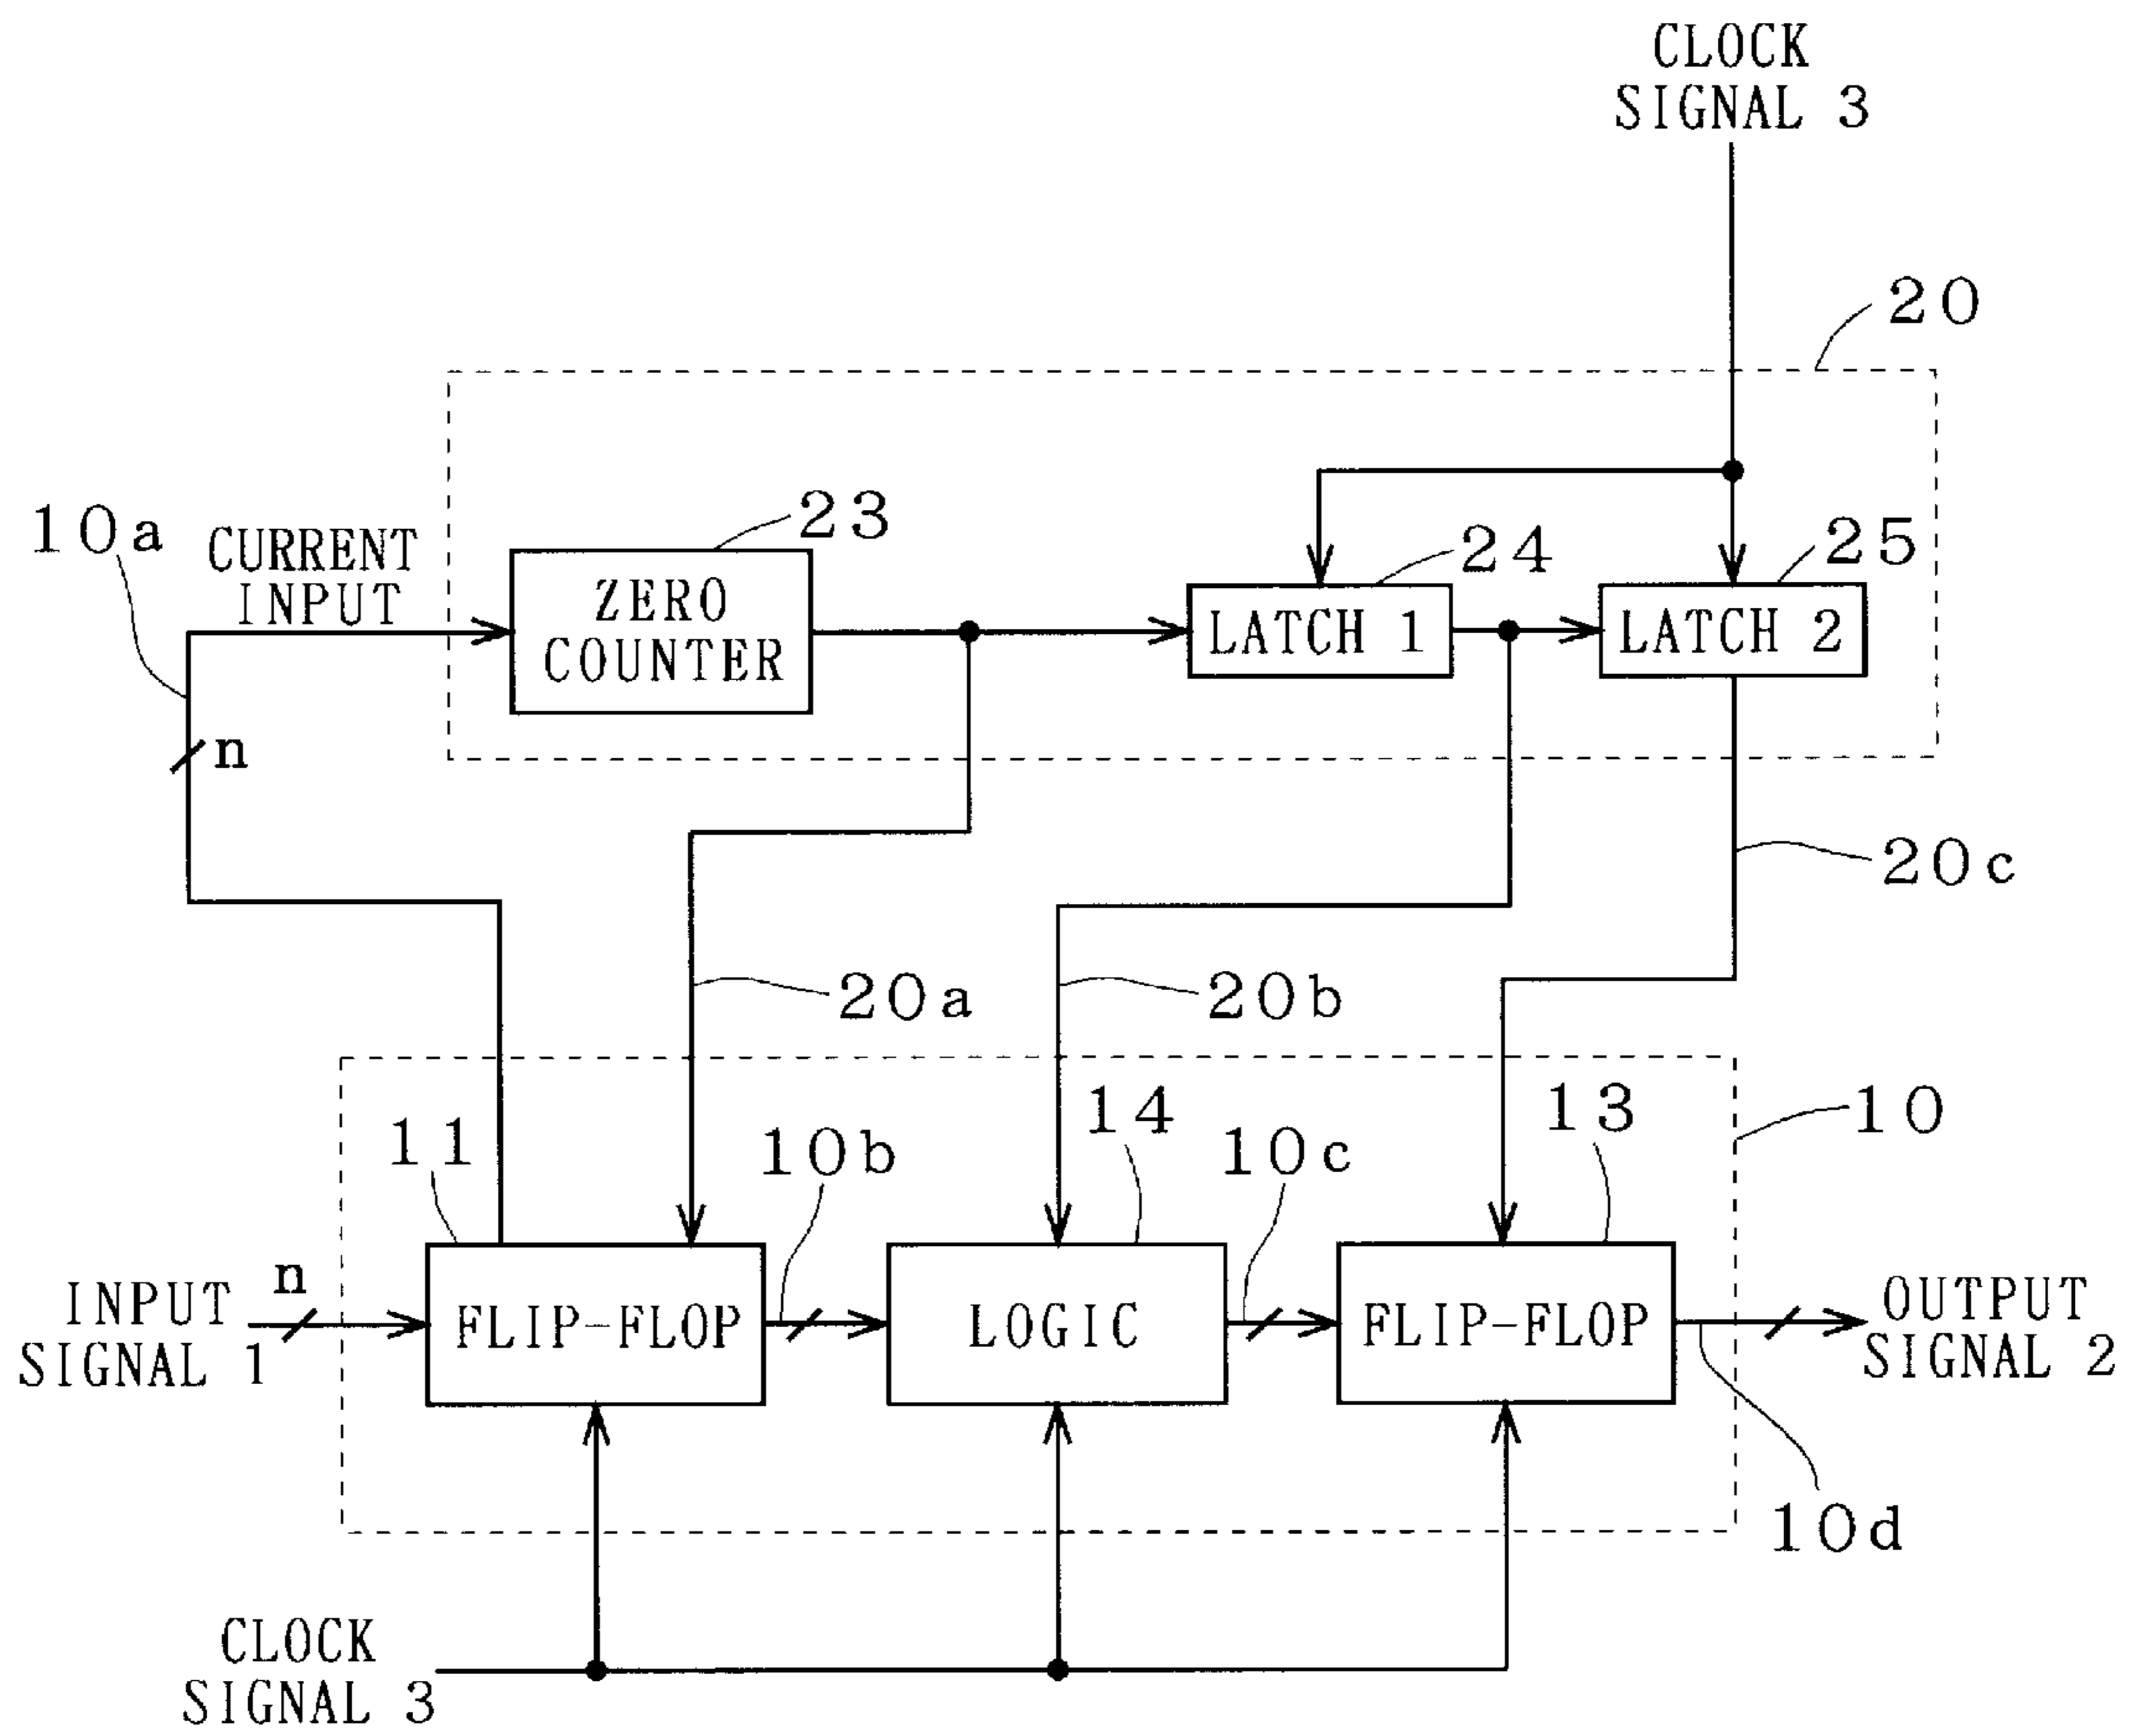 CLOCK
SIGNAL 3
20
10a
CURRENT
INPUT
23
ZERO
COUNTER
24
LATCH 1
25
LATCH 2
n
20c
20a
20b
10
11
10b
14
10c
13
n
INPUT
SIGNAL 1
FLIP-FLOP
LOGIC
FLIP-FLOP
OUTPUT
SIGNAL 2
10d
CLOCK
SIGNAL 3